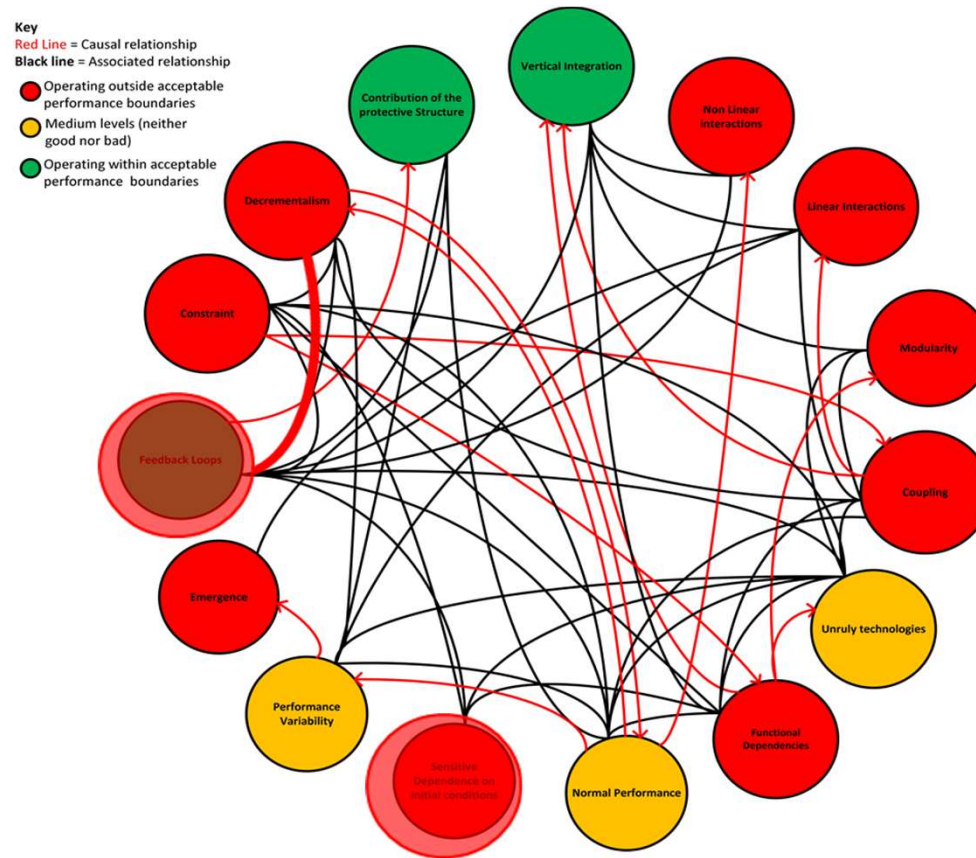 Key
Red Line = Causal relationship
Black line = Associated relationship
Operating outside acceptable
performance boundaries
Medium levels (neither
good nor bad)
Operating within acceptable
performance boundaries
Contribution of the
protective Structure
Vertical Integration
Non Linear
Interactions
Decrementalism
Linear Interactions
Constraint
Modularity
Feedback Loops
Coupling
Emergence
Unruly technologies
Performance
Variability
Functional
Dependencies
Sensitive
Dependence on
initial conditions
Normal Performance